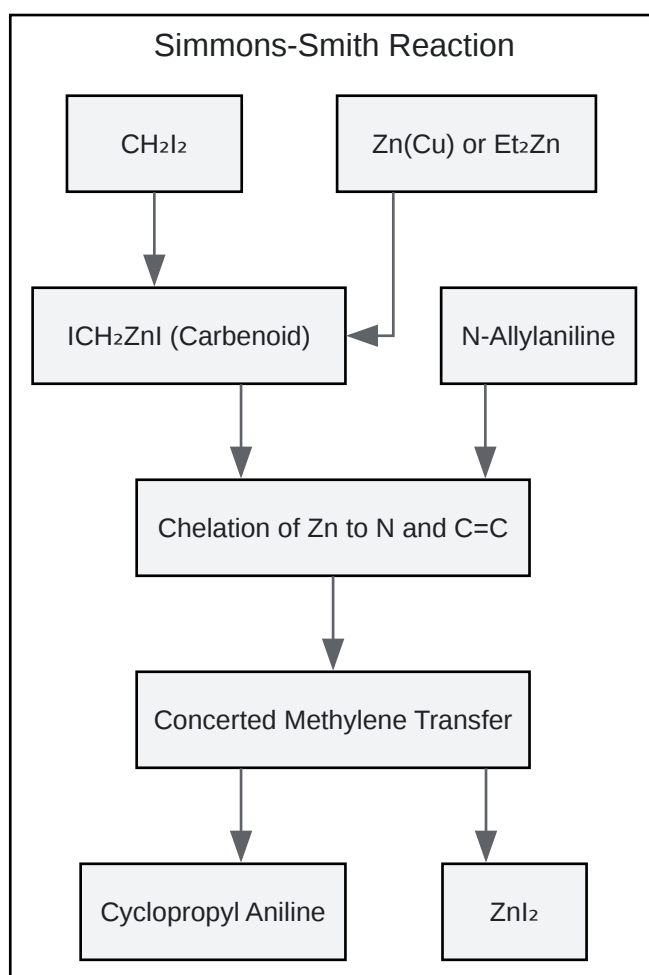 Simmons-Smith Reaction
CH₂I₂
Zn(Cu) or Et₂Zn
ICH₂ZnI (Carbenoid)
N-Allylaniline
Chelation of Zn to N and C=C
Concerted Methylene Transfer
Cyclopropyl Aniline
ZnI₂